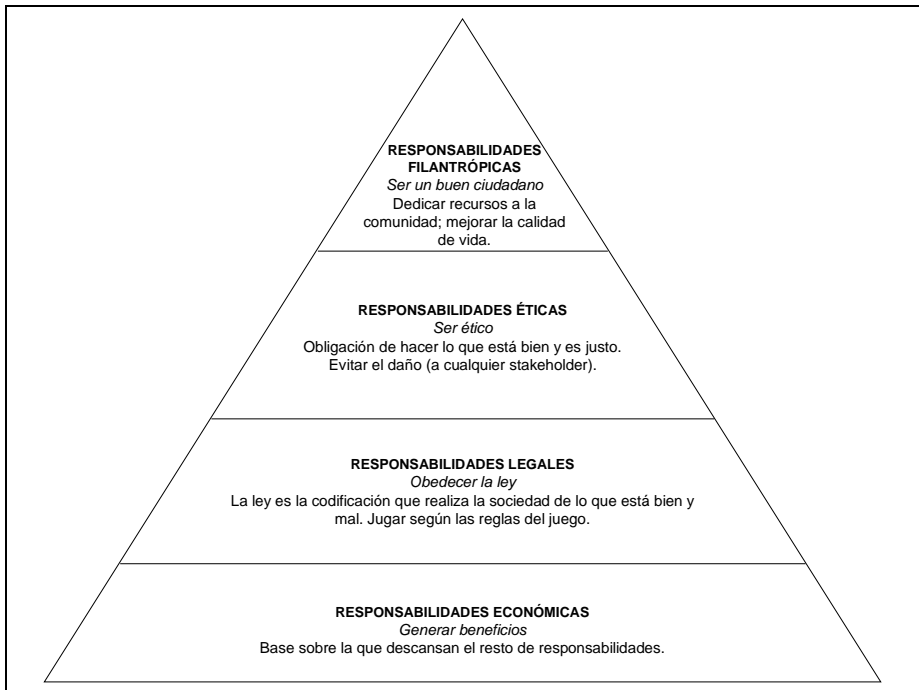 RESPONSABILIDADES
FILANTRÓPICAS
Ser un buen ciudadano
Dedicar recursos a la
comunidad; mejorar la calidad
de vida.
RESPONSABILIDADES ÉTICAS
Ser ético
Obligación de hacer lo que está bien y es justo.
Evitar el daño (a cualquier stakeholder).
RESPONSABILIDADES LEGALES
Obedecer la ley
La ley es la codificación que realiza la sociedad de lo que está bien y
mal. Jugar según las reglas del juego.
RESPONSABILIDADES ECONÓMICAS
Generar beneficios
Base sobre la que descansan el resto de responsabilidades.